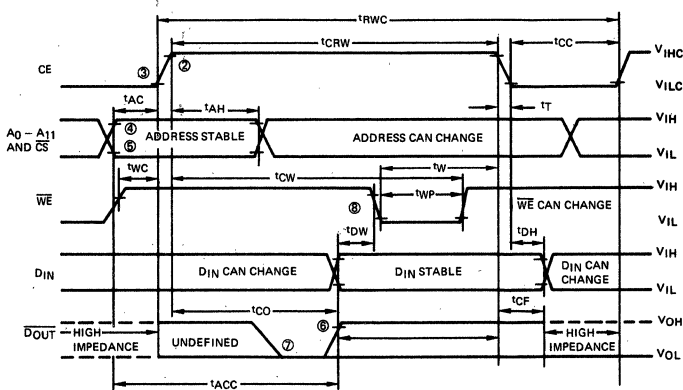 tRWC
tCRW
tCC
VIHC
CE
③
②
VILC
tAC
tAH
tT
VIH
A0 – A11
AND CS̅
④
⑤
ADDRESS STABLE
ADDRESS CAN CHANGE
VIL
tWC
tCW
tW
VIH
W̅E̅
⑧
tWP
W̅E̅ CAN CHANGE
VIL
tDW
tDH
VIH
DIN
DIN CAN CHANGE
DIN STABLE
DIN CAN
CHANGE
VIL
tCO
tCF
VOH
D̅O̅U̅T̅
HIGH
IMPEDANCE
UNDEFINED
⑥
⑦
HIGH
IMPEDANCE
VOL
tACC